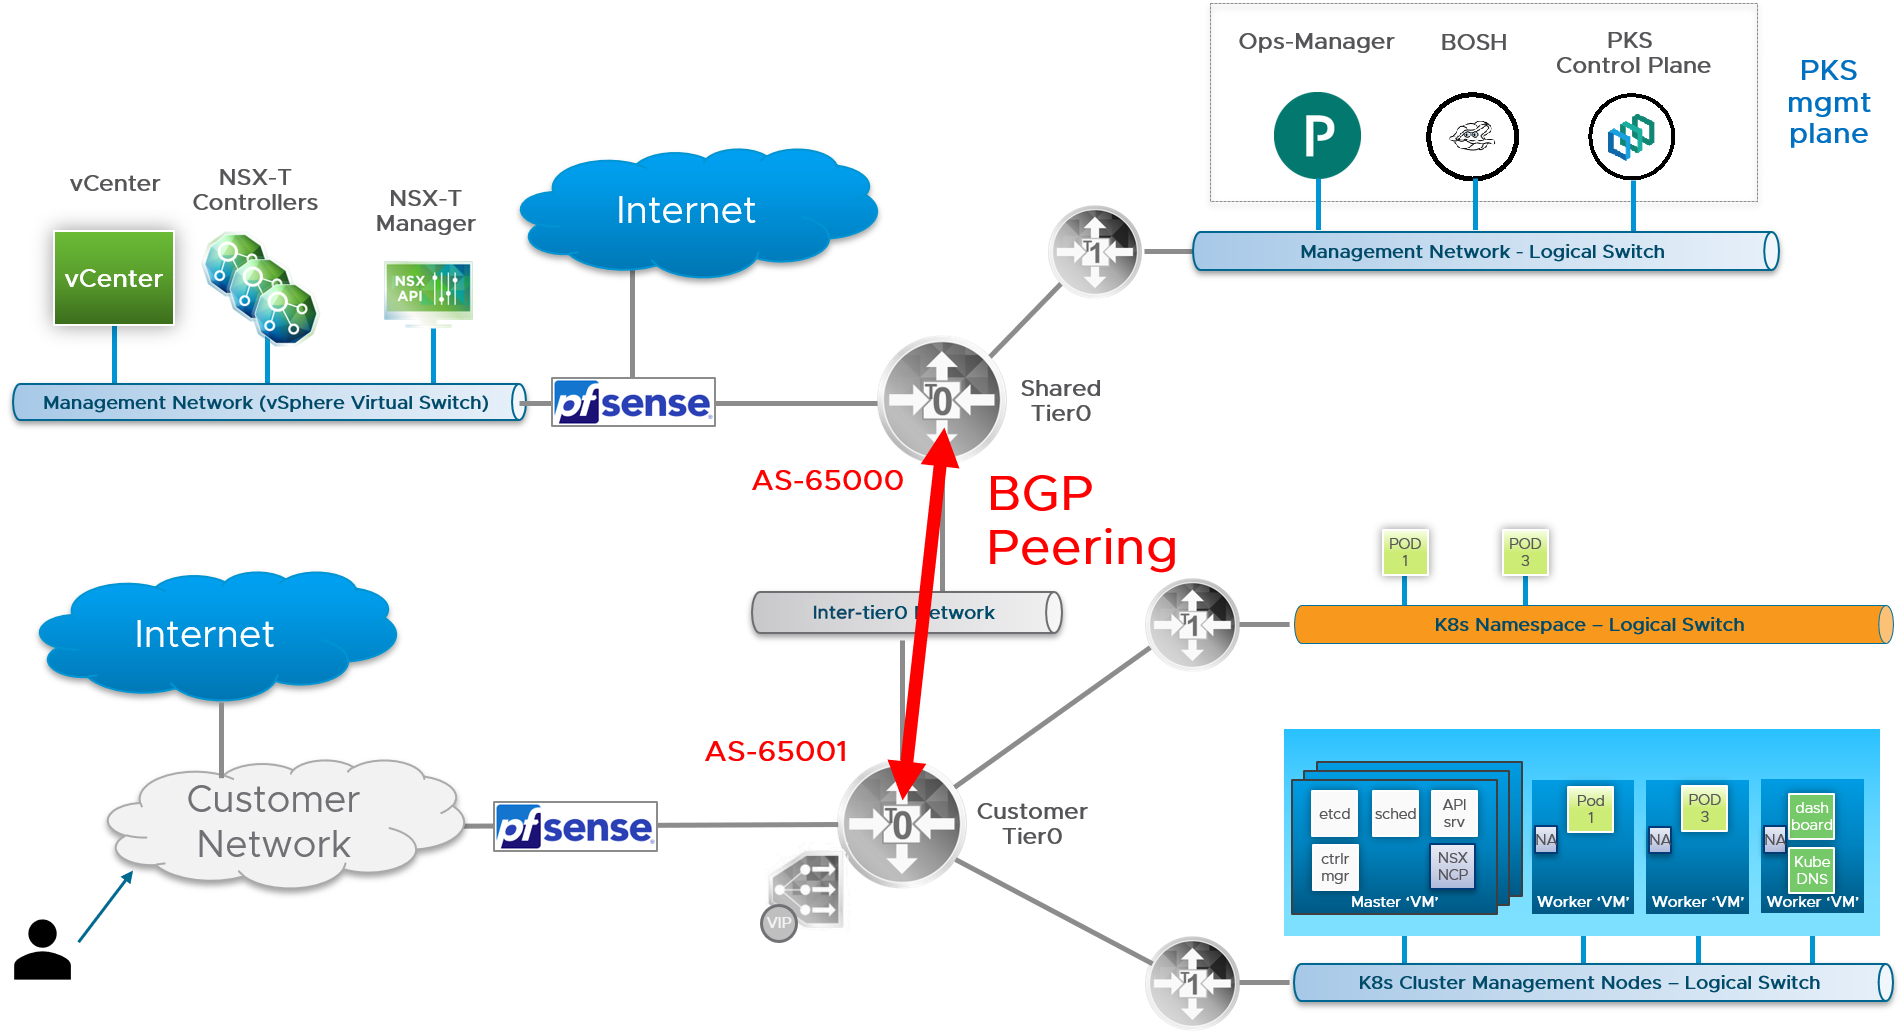 Ops-Manager
BOSH
PKS
Control Plane
PKS
mgmt
plane
P
vCenter
NSX-T
Controllers
NSX-T
Manager
Internet
vCenter
NSX
API
T1
Management Network - Logical Switch
Management Network (vSphere Virtual Switch)
pfsense
T0
Shared
Tier0
AS-65000
BGP
Peering
POD
1
POD
3
Internet
Inter-tier0 Network
T1
K8s Namespace – Logical Switch
AS-65001
Customer
Network
pfsense
T0
Customer
Tier0
VIP
etcd
sched
API
srv
ctrlr
mgr
NSX
NCP
Master ‘VM’
NA
Pod
1
Worker ‘VM’
NA
POD
3
Worker ‘VM’
NA
dash
board
Kube
DNS
Worker ‘VM’
T1
K8s Cluster Management Nodes – Logical Switch